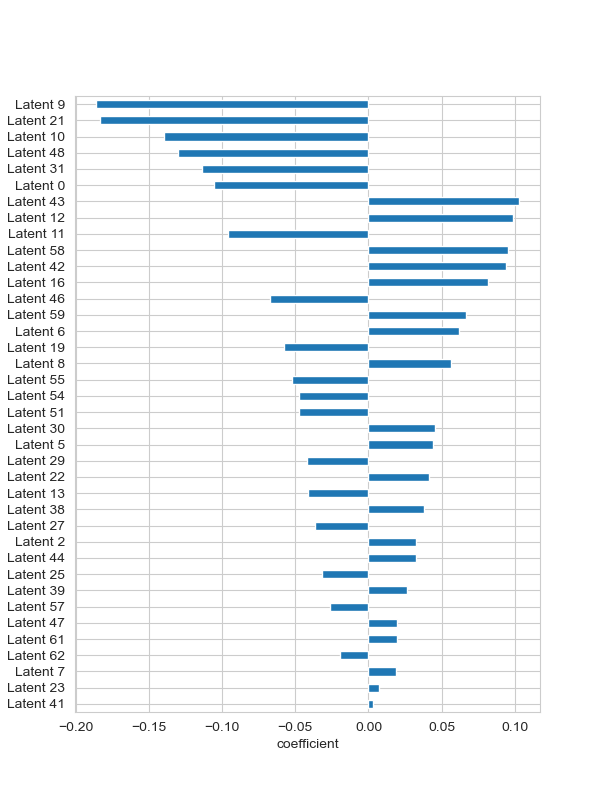 Latent 9
Latent 21
Latent 10
Latent 48
Latent 31
Latent 0
Latent 43
Latent 12
Latent 11
Latent 58
Latent 42
Latent 16
Latent 46
Latent 59
Latent 6
Latent 19
Latent 8
Latent 55
Latent 54
Latent 51
Latent 30
Latent 5
Latent 29
Latent 22
Latent 13
Latent 38
Latent 27
Latent 2
Latent 44
Latent 25
Latent 39
Latent 57
Latent 47
Latent 61
Latent 62
Latent 7
Latent 23
Latent 41
−0.20 −0.15 −0.10 −0.05 0.00 0.05 0.10
coefficient